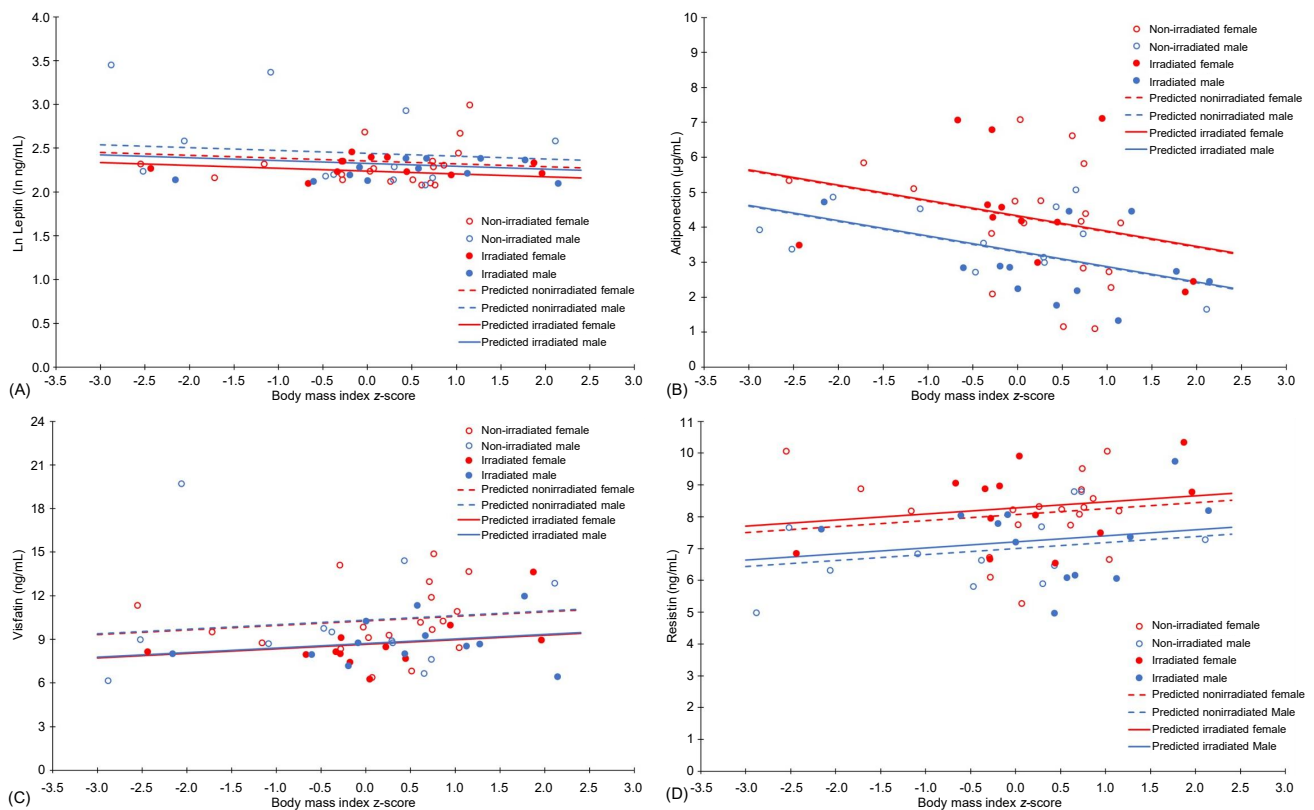 4.0
3.5
3.0
2.5
2.0
1.5
1.0
0.5
0.0
Ln Leptin (ln ng/mL)
Non-irradiated female
Non-irradiated male
Irradiated female
Irradiated male
Predicted nonirradiated female
Predicted nonirradiated male
Predicted irradiated female
Predicted irradiated male
-3.5 -3.0 -2.5 -2.0 -1.5 -1.0 -0.5 0.0 0.5 1.0 1.5 2.0 2.5 3.0
(A)
Body mass index z-score
10
9
8
7
6
5
4
3
2
1
0
Adiponection (µg/mL)
Non-irradiated female
Non-irradiated male
Irradiated female
Irradiated male
Predicted nonirradiated female
Predicted nonirradiated male
Predicted irradiated female
Predicted irradiated male
-3.5 -3.0 -2.5 -2.0 -1.5 -1.0 -0.5 0.0 0.5 1.0 1.5 2.0 2.5 3.0
(B)
Body mass index z-score
24
21
18
15
12
9
6
3
0
Visfatin (ng/mL)
Non-irradiated female
Non-irradiated male
Irradiated female
Irradiated male
Predicted nonirradiated female
Predicted nonirradiated male
Predicted irradiated female
Predicted irradiated male
-3.5 -3.0 -2.5 -2.0 -1.5 -1.0 -0.5 0.0 0.5 1.0 1.5 2.0 2.5 3.0
(C)
Body mass index z-score
11
10
9
8
7
6
5
4
3
2
1
0
Resistin (ng/mL)
Non-irradiated female
Non-irradiated male
Irradiated female
Irradiated male
Predicted nonirradiated female
Predicted nonirradiated Male
Predicted irradiated female
Predicted irradiated Male
-3.5 -3.0 -2.5 -2.0 -1.5 -1.0 -0.5 0.0 0.5 1.0 1.5 2.0 2.5 3.0
(D)
Body mass index z-score